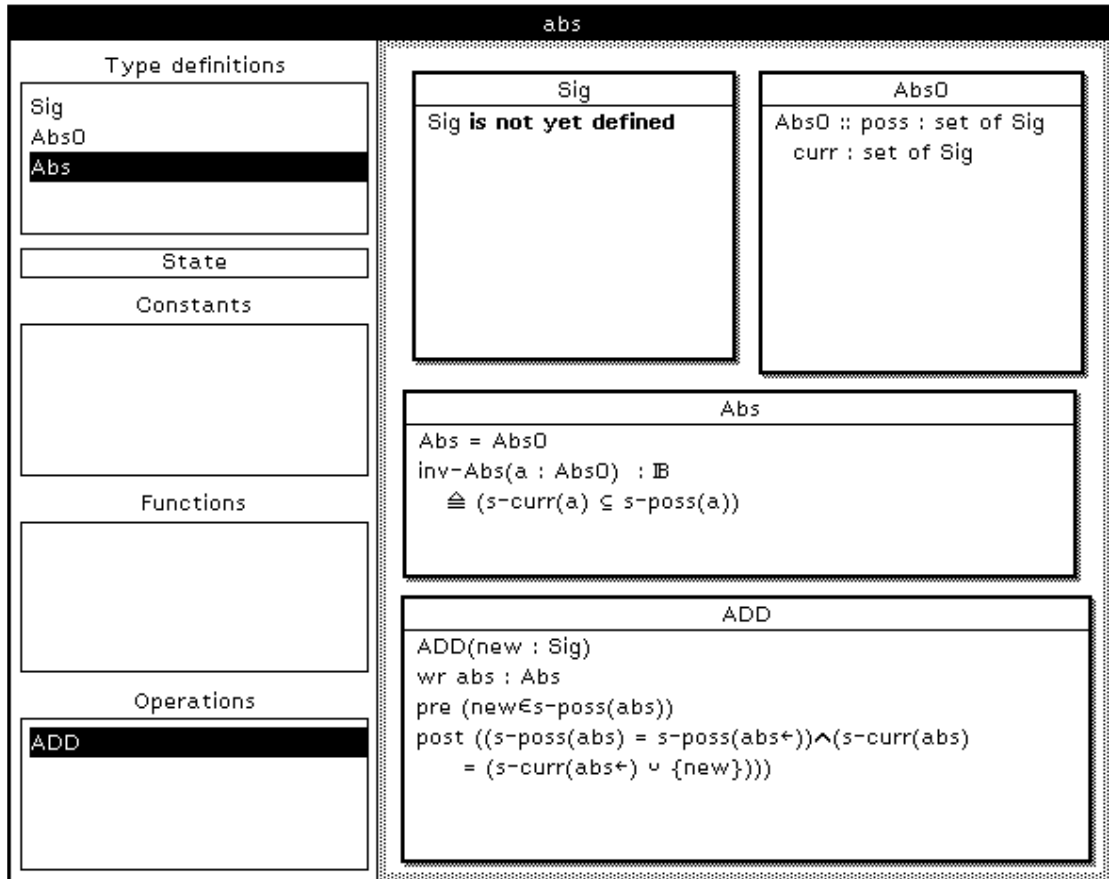 abs
Type definitions
Sig
Abs0
Abs
State
Constants
Functions
Operations
ADD
Sig
Sig is not yet defined
Abs0
Abs0 :: poss : set of Sig
curr : set of Sig
Abs
Abs = Abs0
inv-Abs(a : Abs0) : 𝔹
≙ (s-curr(a) ⊆ s-poss(a))
ADD
ADD(new : Sig)
wr abs : Abs
pre (new∈s-poss(abs))
post ((s-poss(abs) = s-poss(abs←))∧(s-curr(abs)
= (s-curr(abs←) ∪ {new})))